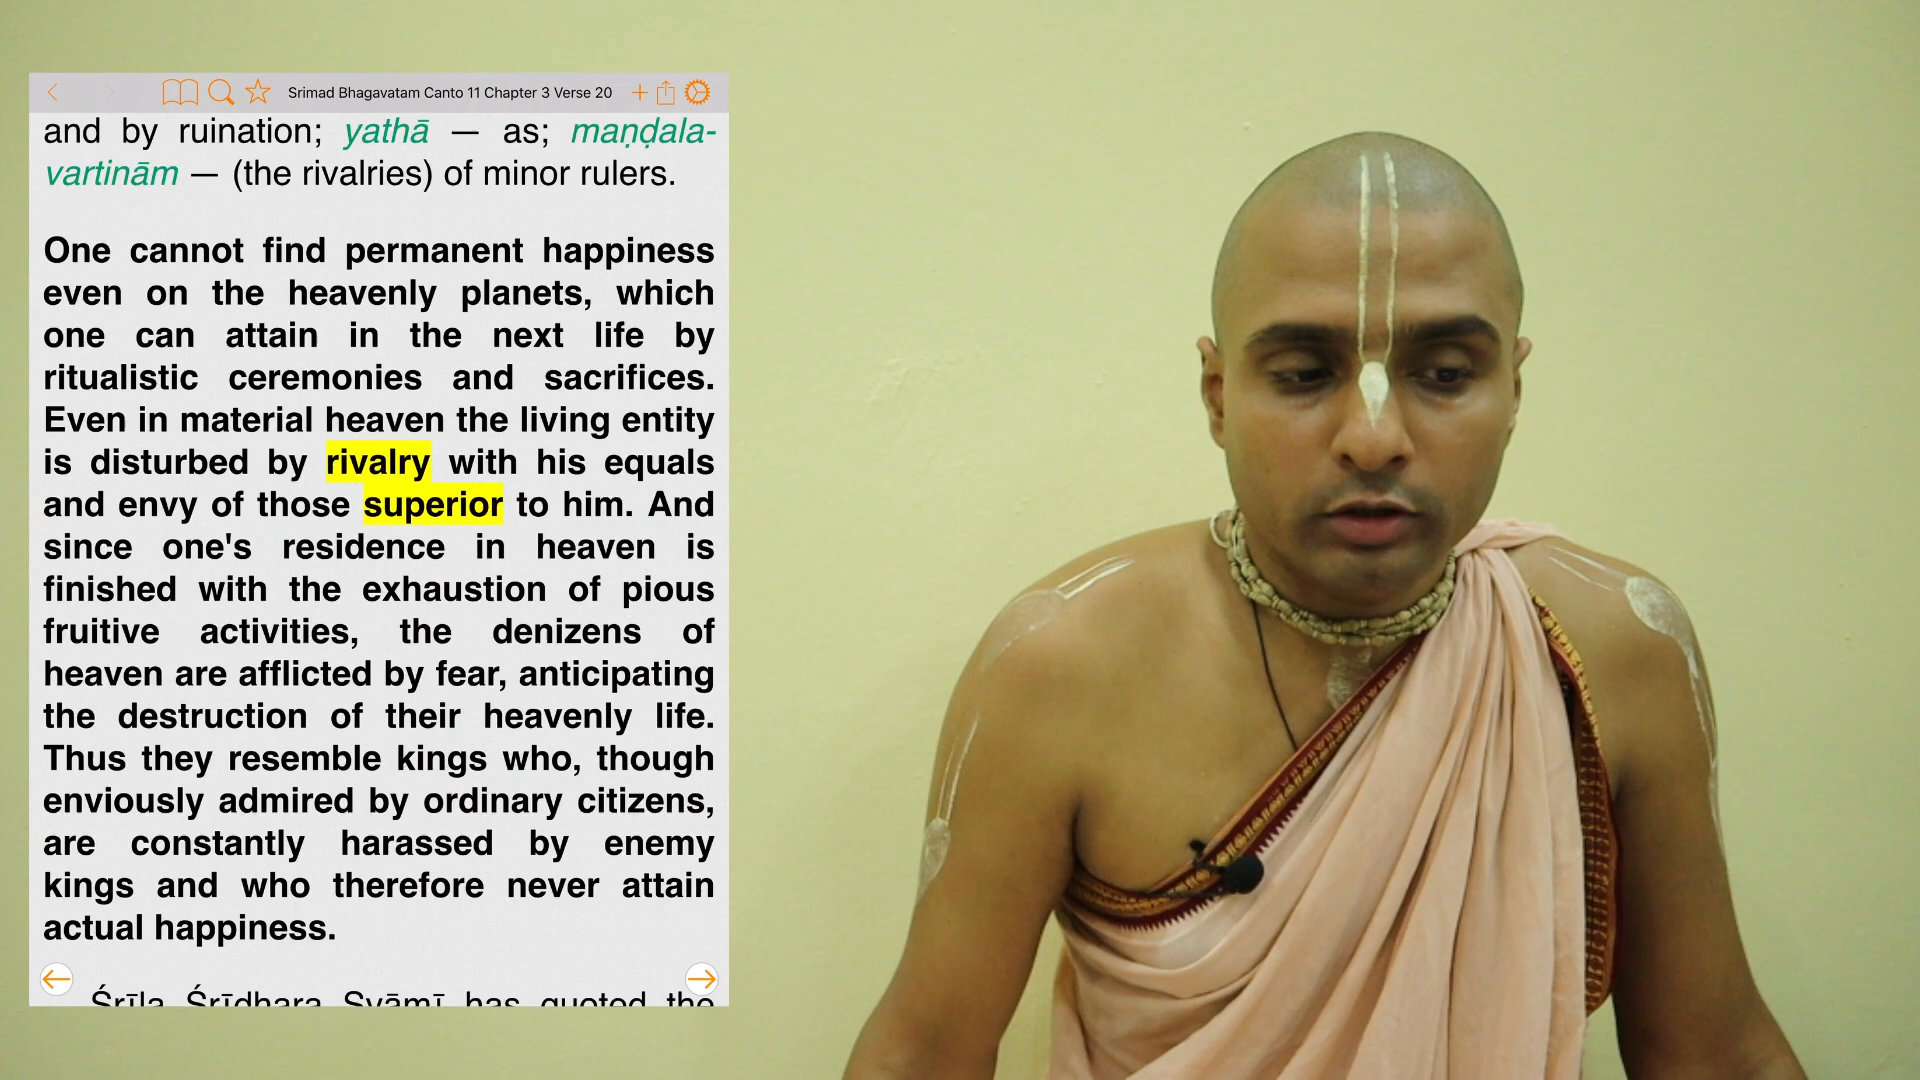 Srimad Bhagavatam Canto 11 Chapter 3 Verse 20
and by ruination; yathā — as; maṇḍala-
vartinām — (the rivalries) of minor rulers.
One cannot find permanent happiness
even on the heavenly planets, which
one can attain in the next life by
ritualistic ceremonies and sacrifices.
Even in material heaven the living entity
is disturbed by rivalry with his equals
and envy of those superior to him. And
since one's residence in heaven is
finished with the exhaustion of pious
fruitive activities, the denizens of
heaven are afflicted by fear, anticipating
the destruction of their heavenly life.
Thus they resemble kings who, though
enviously admired by ordinary citizens,
are constantly harassed by enemy
kings and who therefore never attain
actual happiness.
Śrīla Śrīdhara Svāmī has quoted the